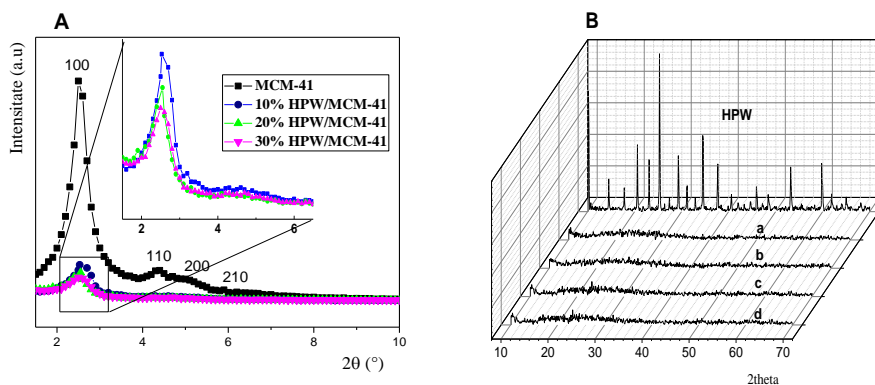 A
Intensitate (a.u)
100
110
200
210
MCM-41
10% HPW/MCM-41
20% HPW/MCM-41
30% HPW/MCM-41
2 4 6
2 4 6 8 10
2θ (°)
B
HPW
a
b
c
d
10 20 30 40 50 60 70
2theta